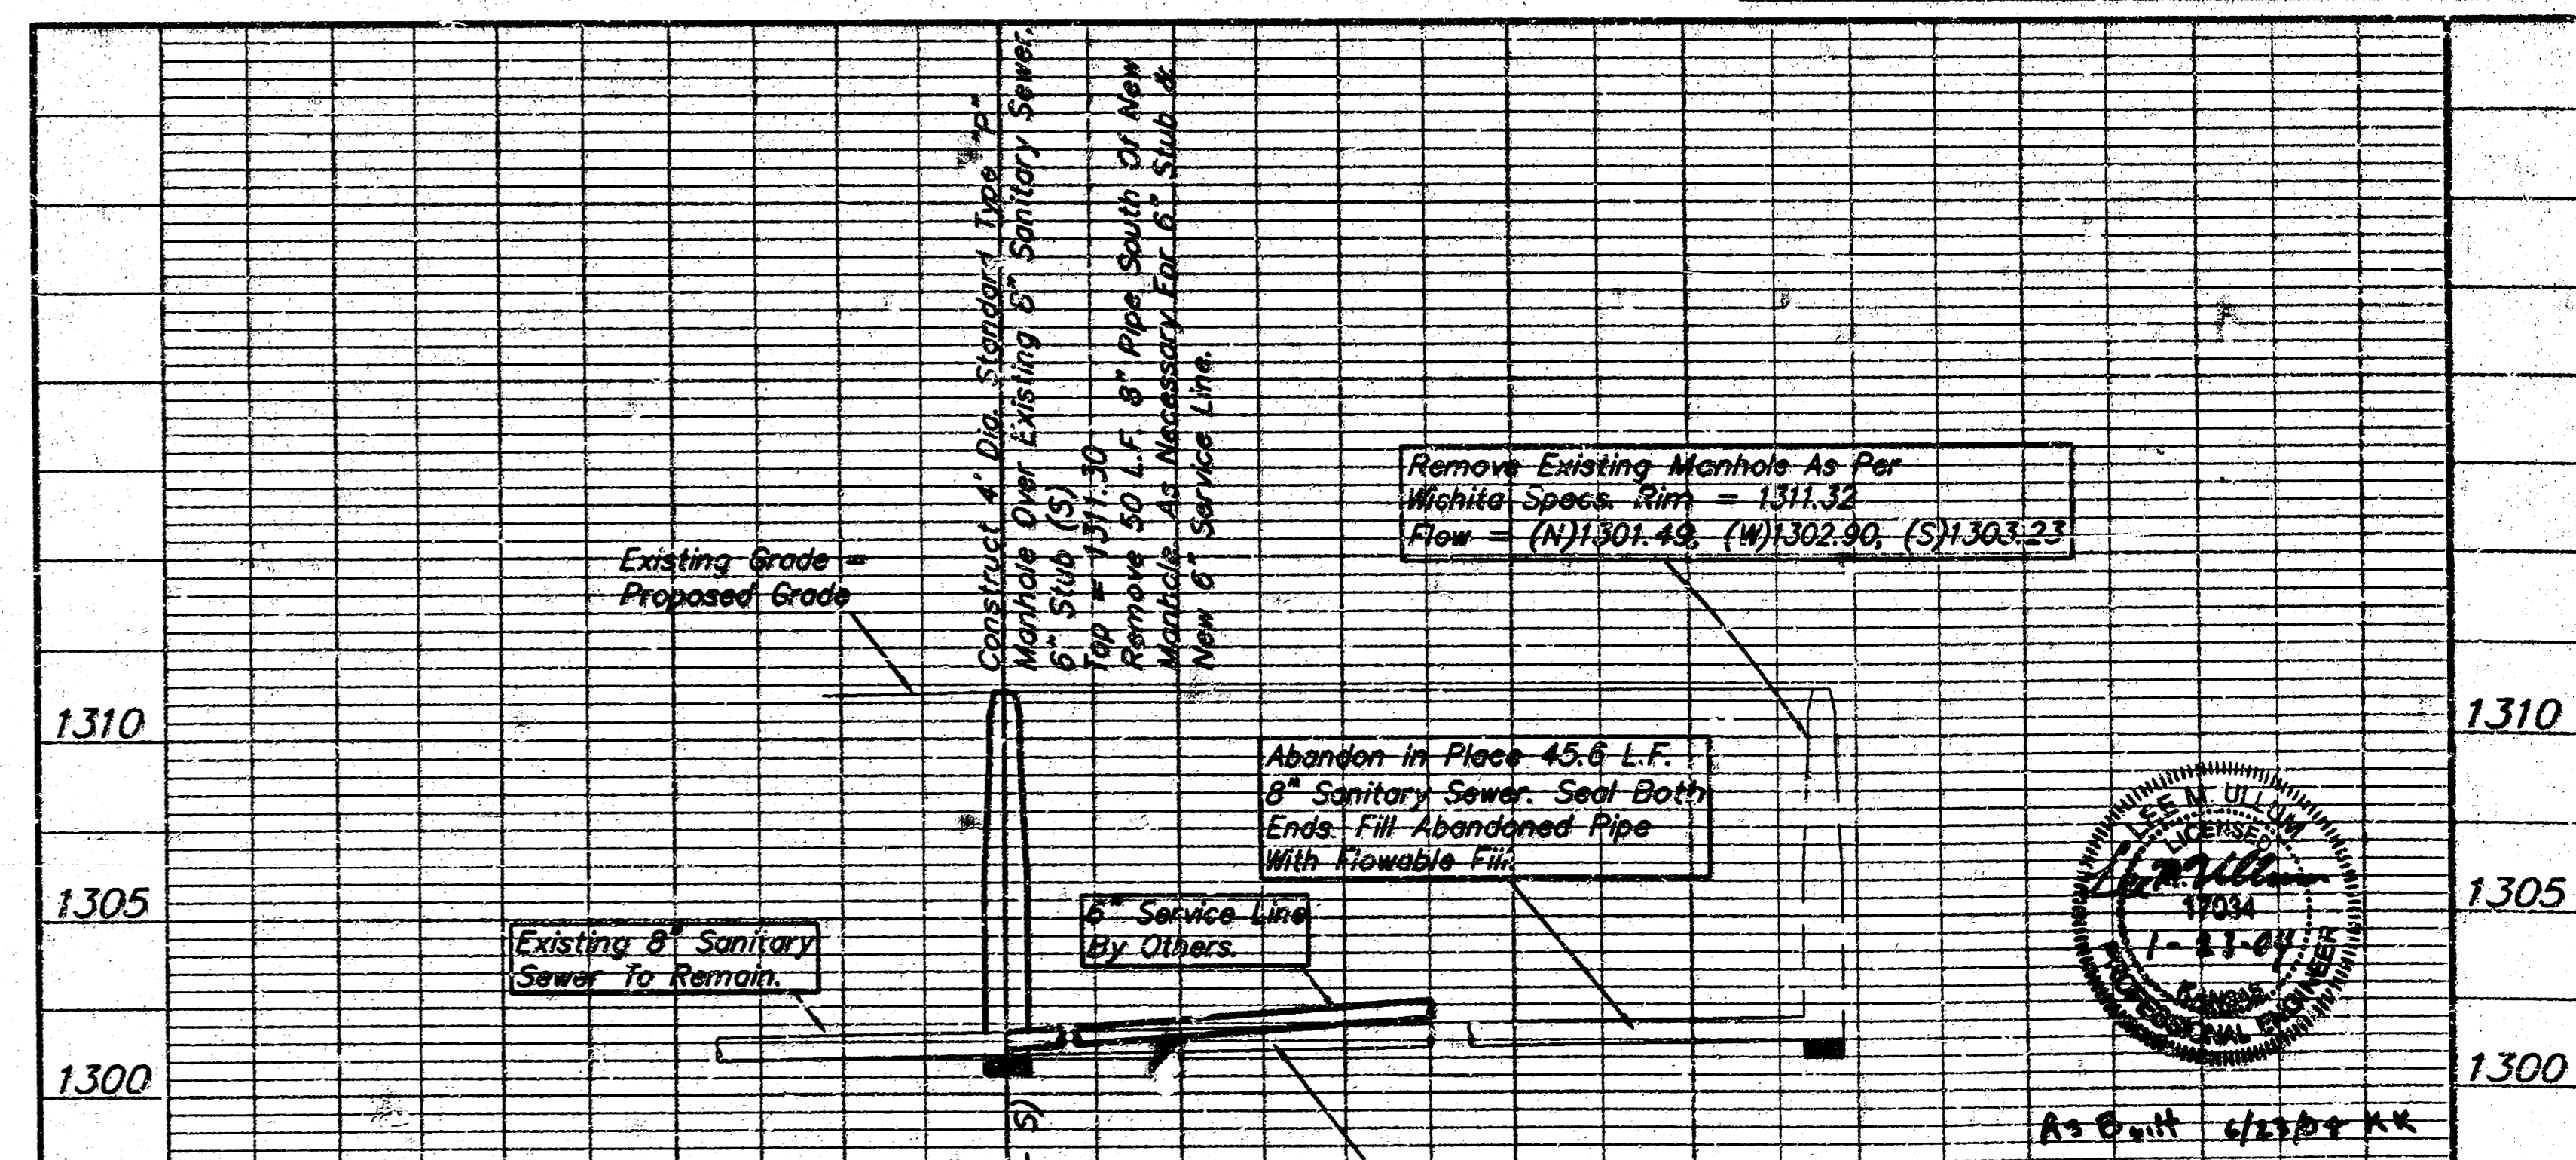 Construct 4' Dia. Standard Type "P"
Manhole Over Existing 8" Sanitary Sewer.
6" Stub (S)
Top = 1311.30
Remove 50 L.F. 8" Pipe South Of New
Manhole As Necessary For 6" Stub &
New 6" Service Line.
Remove Existing Manhole As Per
Wichita Specs. Rim = 1311.32
Flow = (N)1301.49, (W)1302.90, (S)1303.23
Existing Grade =
Proposed Grade
1310
1310
Abandon in Place 45.6 L.F.
8" Sanitary Sewer. Seal Both
Ends. Fill Abandoned Pipe
With Flowable Fill.
1305
1305
6" Service Line
By Others.
Existing 8" Sanitary
Sewer To Remain.
LEE M. ULLUM
LICENSED
17034
1-23-04
KANSAS
PROFESSIONAL ENGINEER
1300
1300
S)
As Built 6/23/04 KK